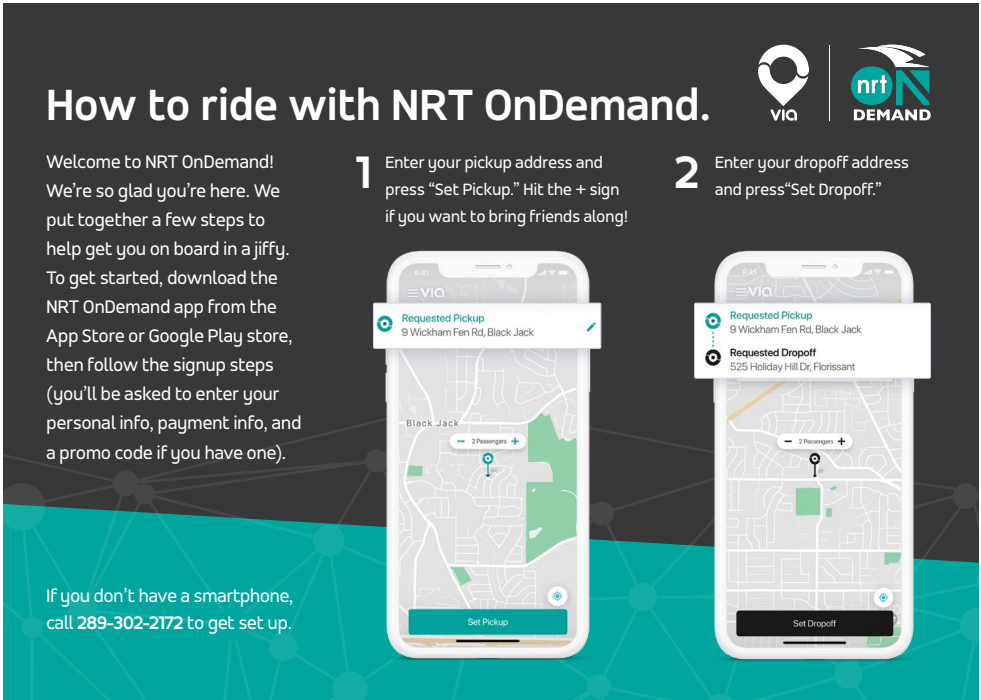 How to ride with NRT OnDemand.
VIA
nrt
ON
DEMAND
Welcome to NRT OnDemand!
We're so glad you're here. We
put together a few steps to
help get you on board in a jiffy.
To get started, download the
NRT OnDemand app from the
App Store or Google Play store,
then follow the signup steps
(you'll be asked to enter your
personal info, payment info, and
a promo code if you have one).
If you don't have a smartphone,
call 289-302-2172 to get set up.
1 Enter your pickup address and
press “Set Pickup.” Hit the + sign
if you want to bring friends along!
9:41
VIA
Requested Pickup
9 Wickham Fen Rd, Black Jack
Black Jack
− 2 Passengers +
Set Pickup
2 Enter your dropoff address
and press“Set Dropoff.”
9:41
VIA
Requested Pickup
9 Wickham Fen Rd, Black Jack
Requested Dropoff
525 Holiday Hill Dr, Florissant
− 2 Passengers +
Set Dropoff